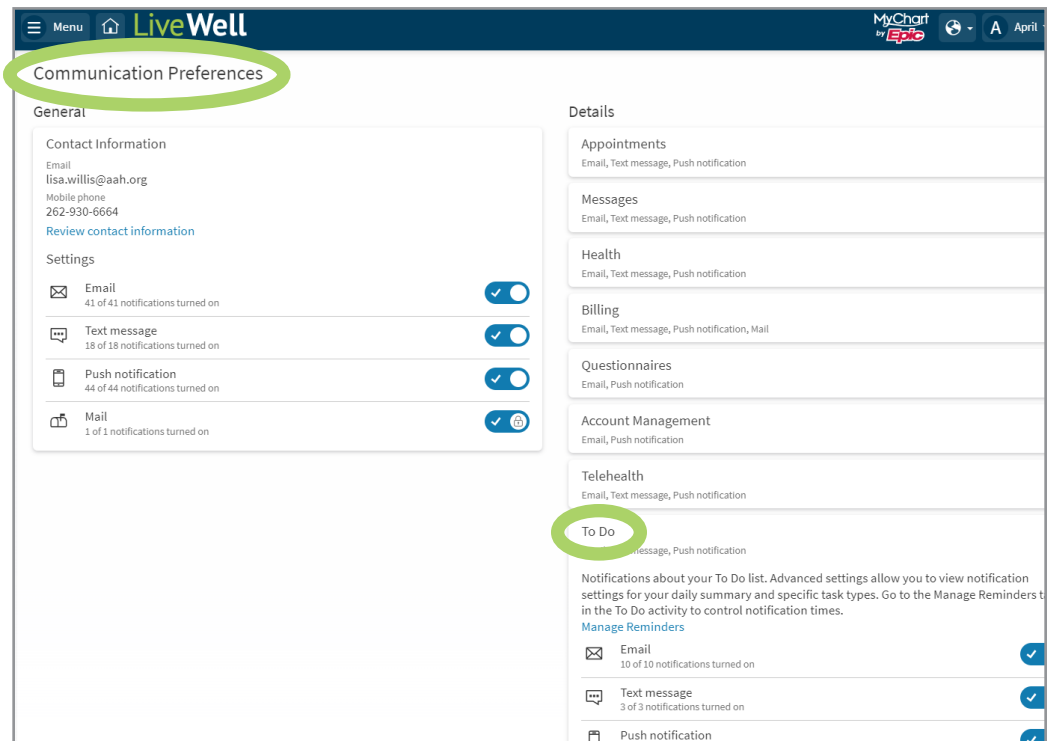 Menu LiveWell MyChart by Epic A April
Communication Preferences
General
Contact Information
Email
lisa.willis@aah.org
Mobile phone
262-930-6664
Review contact information
Settings
Email
41 of 41 notifications turned on
Text message
18 of 18 notifications turned on
Push notification
44 of 44 notifications turned on
Mail
1 of 1 notifications turned on
Details
Appointments
Email, Text message, Push notification
Messages
Email, Text message, Push notification
Health
Email, Text message, Push notification
Billing
Email, Text message, Push notification, Mail
Questionnaires
Email, Push notification
Account Management
Email, Push notification
Telehealth
Email, Text message, Push notification
To Do
message, Push notification
Notifications about your To Do list. Advanced settings allow you to view notification
settings for your daily summary and specific task types. Go to the Manage Reminders
in the To Do activity to control notification times.
Manage Reminders
Email
10 of 10 notifications turned on
Text message
3 of 3 notifications turned on
Push notification